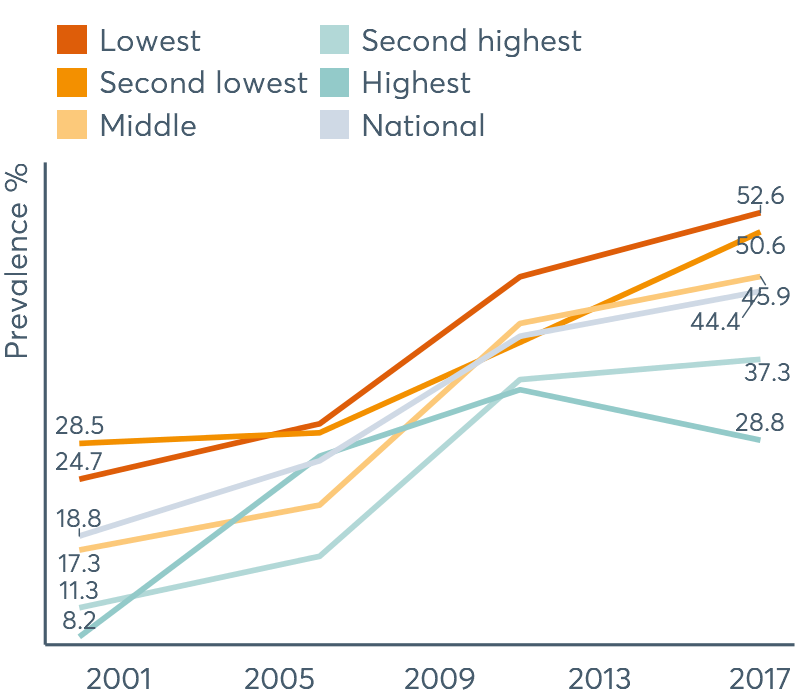 Lowest
Second lowest
Middle
Second highest
Highest
National
Prevalence %
52.6
50.6
45.9
44.4
37.3
28.8
28.5
24.7
18.8
17.3
11.3
8.2
2001 2005 2009 2013 2017